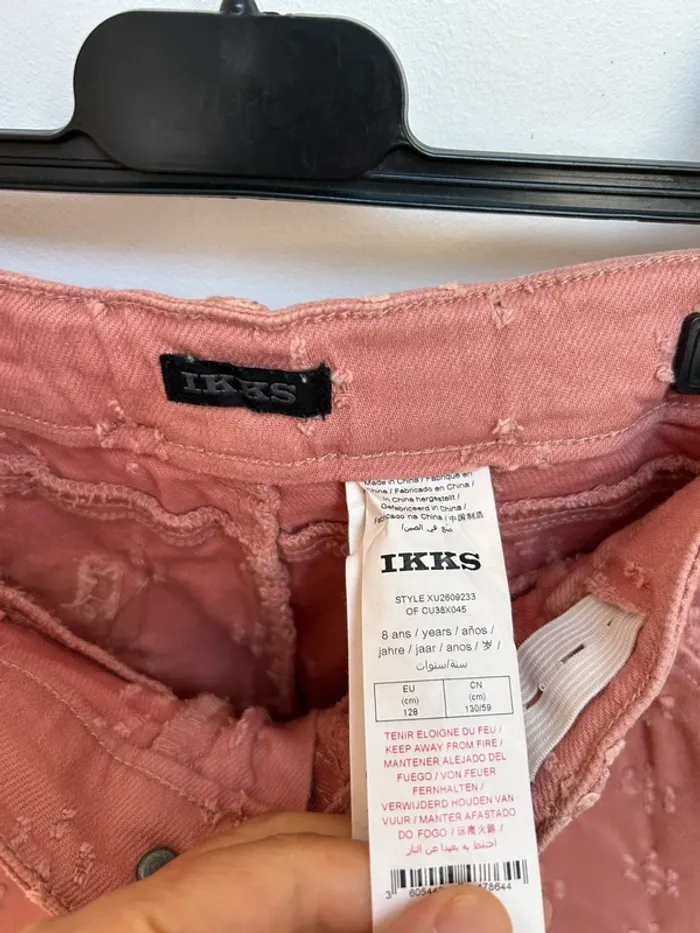 IKKS
Made in China / Fabriqué en
Chine / Fabricado en China /
in China hergestellt /
Gefabriceerd in China /
Fabricado na China / 中国制造
صنع في الصين /
IKKS
STYLE XU2609233
OF CU38X045
8 ans / years / años /
jahre / jaar / anos / 岁 /
سنة/سنوات
EU CN
(cm) (cm)
128 130/59
TENIR ELOIGNE DU FEU /
KEEP AWAY FROM FIRE /
MANTENER ALEJADO DEL
FUEGO / VON FEUER
FERNHALTEN /
VERWIJDERD HOUDEN VAN
VUUR / MANTER AFASTADO
DO FOGO / 远离火路 /
احتفظ به بعيدا عن النار
3 60544 78644